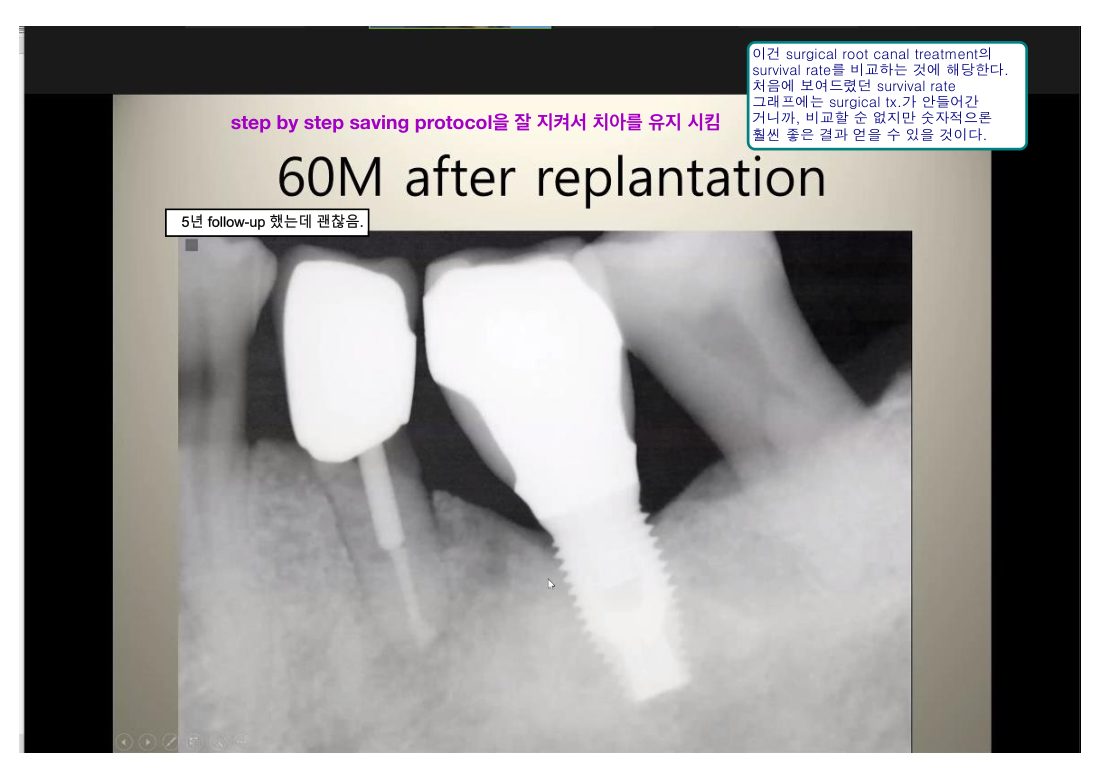 이건 surgical root canal treatment의
survival rate를 비교하는 것에 해당한다.
처음에 보여드렸던 survival rate
그래프에는 surgical tx.가 안들어간
거니까, 비교할 순 없지만 숫자적으론
훨씬 좋은 결과 얻을 수 있을 것이다.
step by step saving protocol을 잘 지켜서 치아를 유지 시킴
60M after replantation
5년 follow-up 했는데 괜찮음.